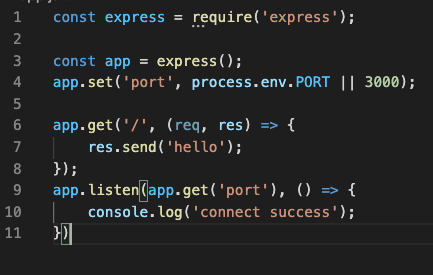 1 const express = require('express');
2
3 const app = express();
4 app.set('port', process.env.PORT || 3000);
5
6 app.get('/', (req, res) => {
7     res.send('hello');
8 });
9 app.listen(app.get('port'), () => {
10     console.log('connect success');
11 })